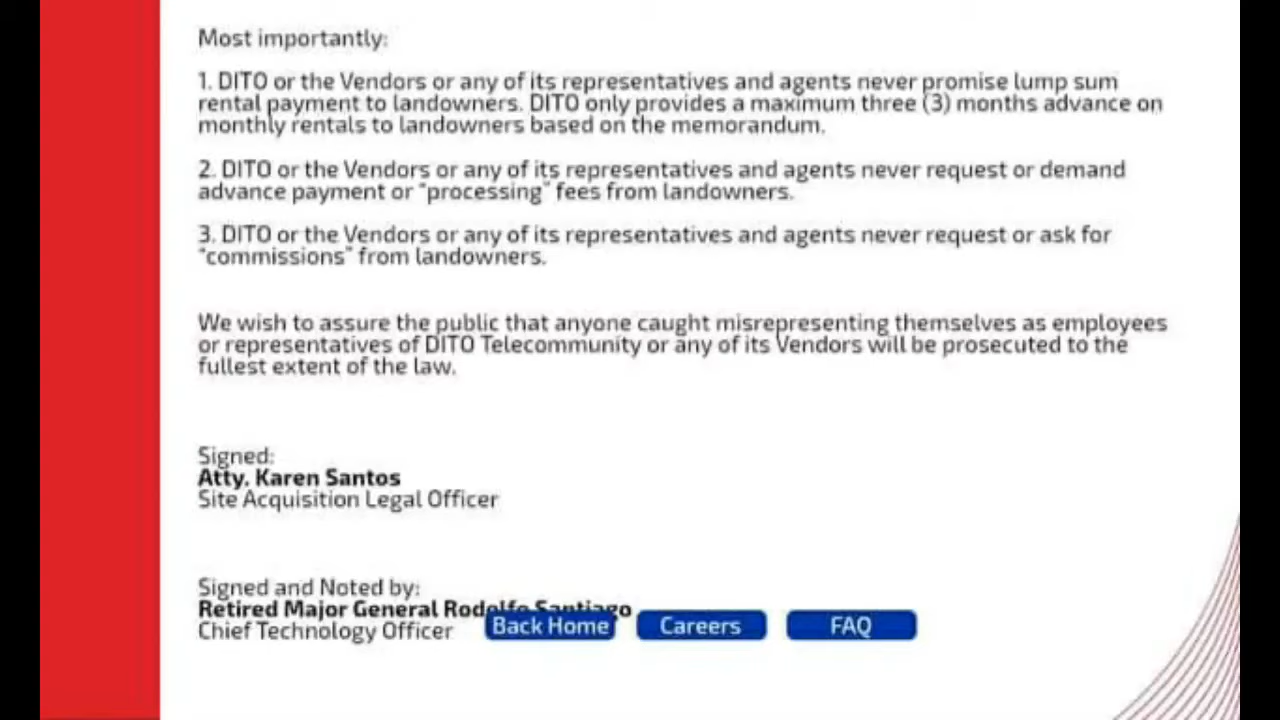 Most importantly:
1. DITO or the Vendors or any of its representatives and agents never promise lump sum
rental payment to landowners. DITO only provides a maximum three (3) months advance on
monthly rentals to landowners based on the memorandum.
2. DITO or the Vendors or any of its representatives and agents never request or demand
advance payment or "processing" fees from landowners.
3. DITO or the Vendors or any of its representatives and agents never request or ask for
"commissions" from landowners.
We wish to assure the public that anyone caught misrepresenting themselves as employees
or representatives of DITO Telecommunity or any of its Vendors will be prosecuted to the
fullest extent of the law.
Signed:
Atty. Karen Santos
Site Acquisition Legal Officer
Signed and Noted by:
Retired Major General Rodolfo Santiago
Chief Technology Officer
Back Home
Careers
FAQ